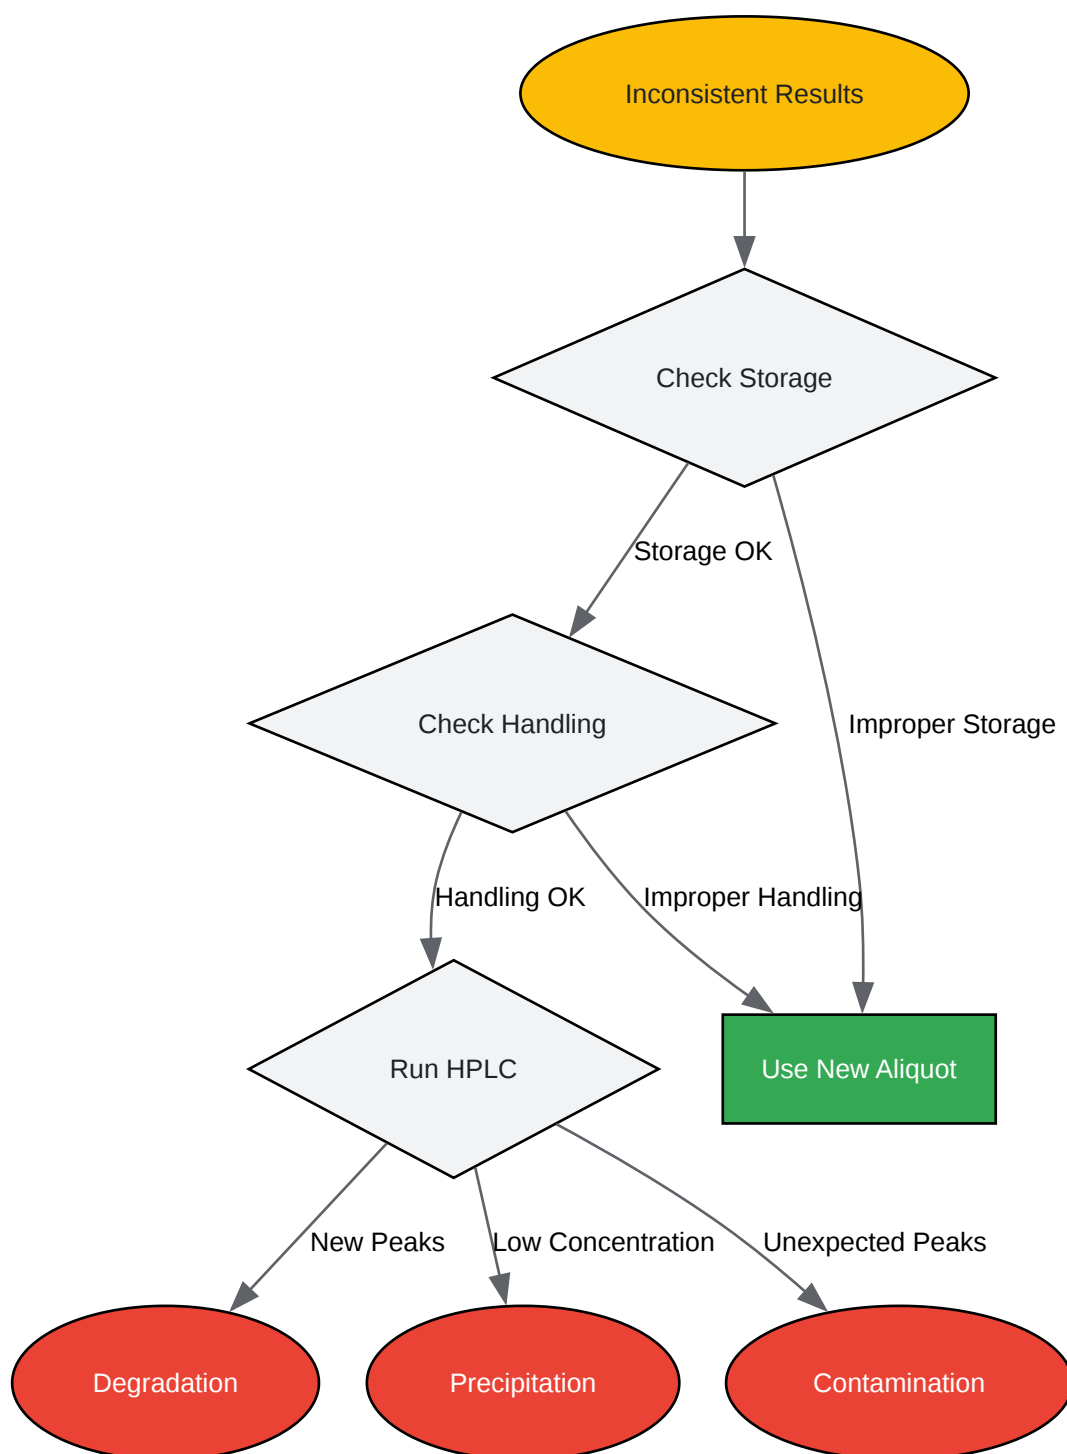 Inconsistent Results
Check Storage
Storage OK
Check Handling
Improper Storage
Handling OK
Improper Handling
Run HPLC
Use New Aliquot
New Peaks
Low Concentration
Unexpected Peaks
Degradation
Precipitation
Contamination